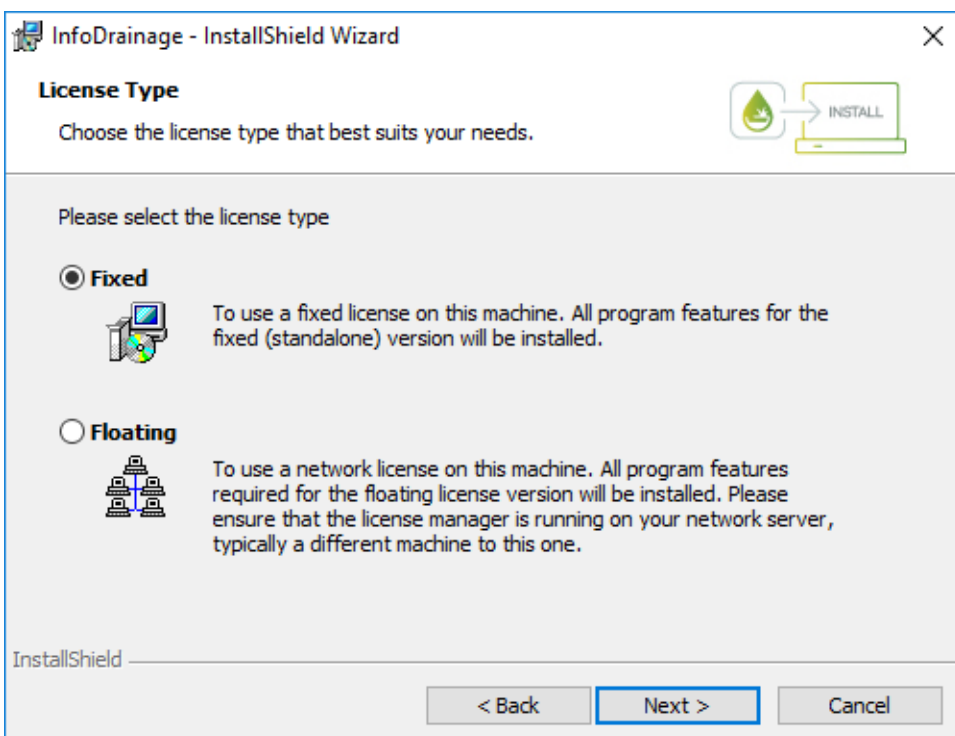 InfoDrainage - InstallShield Wizard
License Type
Choose the license type that best suits your needs.
INSTALL
Please select the license type
Fixed
To use a fixed license on this machine. All program features for the
fixed (standalone) version will be installed.
Floating
To use a network license on this machine. All program features
required for the floating license version will be installed. Please
ensure that the license manager is running on your network server,
typically a different machine to this one.
InstallShield
< Back
Next >
Cancel